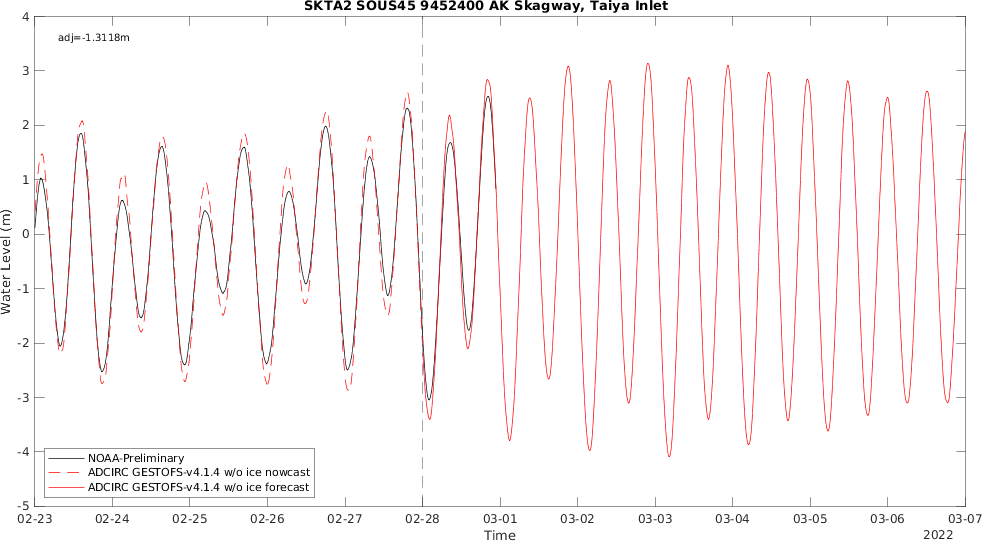 SKTA2 SOUS45 9452400 AK Skagway, Taiya Inlet
adj=-1.3118m
4
3
2
1
0
-1
-2
-3
-4
-5
Water Level (m)
NOAA-Preliminary
ADCIRC GESTOFS-v4.1.4 w/o ice nowcast
ADCIRC GESTOFS-v4.1.4 w/o ice forecast
02-23 02-24 02-25 02-26 02-27 02-28 03-01 03-02 03-03 03-04 03-05 03-06 03-07
Time
2022